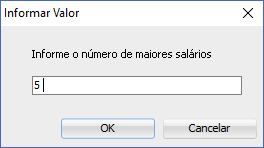 Informar Valor
Informe o número de maiores salários
5
OK
Cancelar